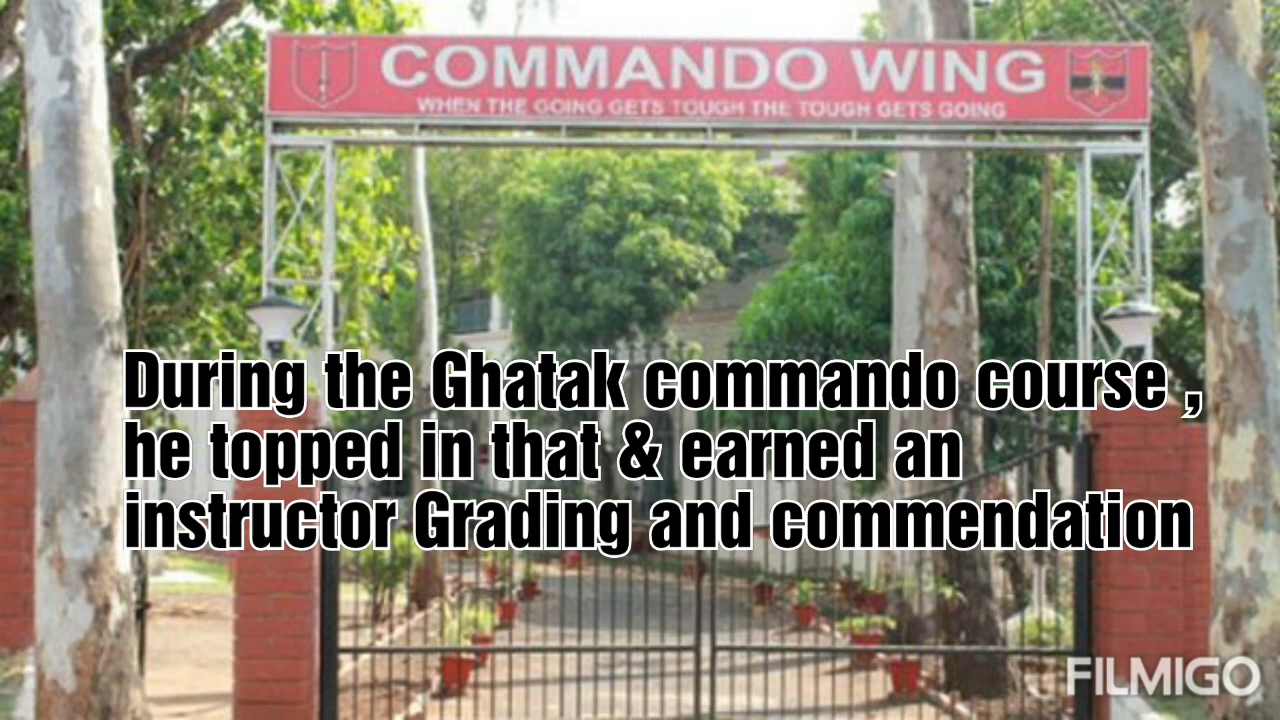 COMMANDO WING
WHEN THE GOING GETS TOUGH THE TOUGH GETS GOING
During the Ghatak commando course ,
he topped in that & earned an
instructor Grading and commendation
FILMIGO